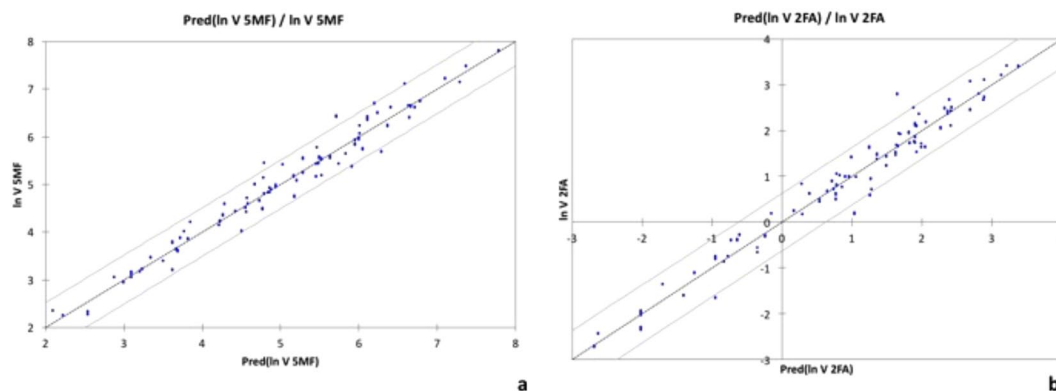 Pred(ln V 5MF) / ln V 5MF
8
7
6
5
4
3
2
2 3 4 5 6 7 8
ln V 5MF
Pred(ln V 5MF)
a
Pred(ln V 2FA) / ln V 2FA
4
3
2
1
0
-1
-2
-3
-3 -2 -1 0 1 2 3
ln V 2FA
Pred(ln V 2FA)
b